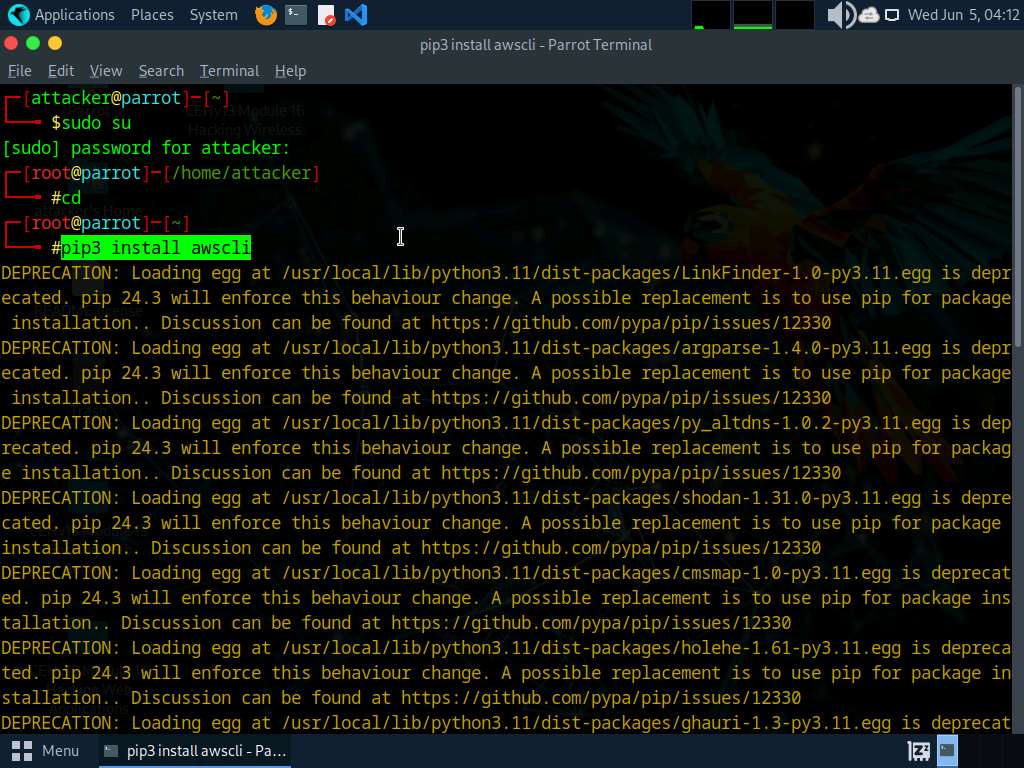 Applications Places System Wed Jun 5, 04:12
pip3 install awscli - Parrot Terminal
File Edit View Search Terminal Help
┌─[attacker@parrot]─[~]
└──╼ $sudo su
[sudo] password for attacker:
┌─[root@parrot]─[/home/attacker]
└──╼ #cd
┌─[root@parrot]─[~]
└──╼ #pip3 install awscli
DEPRECATION: Loading egg at /usr/local/lib/python3.11/dist-packages/LinkFinder-1.0-py3.11.egg is depr
ecated. pip 24.3 will enforce this behaviour change. A possible replacement is to use pip for package
 installation.. Discussion can be found at https://github.com/pypa/pip/issues/12330
DEPRECATION: Loading egg at /usr/local/lib/python3.11/dist-packages/argparse-1.4.0-py3.11.egg is depr
ecated. pip 24.3 will enforce this behaviour change. A possible replacement is to use pip for package
 installation.. Discussion can be found at https://github.com/pypa/pip/issues/12330
DEPRECATION: Loading egg at /usr/local/lib/python3.11/dist-packages/py_altdns-1.0.2-py3.11.egg is dep
recated. pip 24.3 will enforce this behaviour change. A possible replacement is to use pip for packag
e installation.. Discussion can be found at https://github.com/pypa/pip/issues/12330
DEPRECATION: Loading egg at /usr/local/lib/python3.11/dist-packages/shodan-1.31.0-py3.11.egg is depre
cated. pip 24.3 will enforce this behaviour change. A possible replacement is to use pip for package
installation.. Discussion can be found at https://github.com/pypa/pip/issues/12330
DEPRECATION: Loading egg at /usr/local/lib/python3.11/dist-packages/cmsmap-1.0-py3.11.egg is deprecat
ed. pip 24.3 will enforce this behaviour change. A possible replacement is to use pip for package ins
tallation.. Discussion can be found at https://github.com/pypa/pip/issues/12330
DEPRECATION: Loading egg at /usr/local/lib/python3.11/dist-packages/holehe-1.61-py3.11.egg is depreca
ted. pip 24.3 will enforce this behaviour change. A possible replacement is to use pip for package in
stallation.. Discussion can be found at https://github.com/pypa/pip/issues/12330
DEPRECATION: Loading egg at /usr/local/lib/python3.11/dist-packages/ghauri-1.3-py3.11.egg is deprecat
Menu pip3 install awscli - Pa...